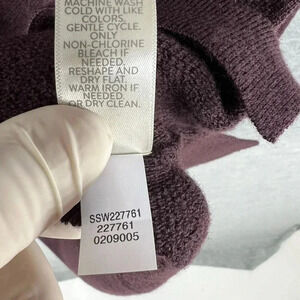 MACHINE WASH
COLD WITH LIKE
COLORS.
GENTLE CYCLE.
ONLY
NON-CHLORINE
BLEACH IF
NEEDED.
RESHAPE AND
DRY FLAT.
WARM IRON IF
NEEDED.
OR DRY CLEAN.
SSW227761
227761
0209005